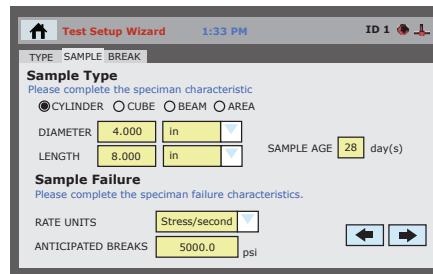 Test Setup Wizard 1:33 PM ID 1
TYPE SAMPLE BREAK
Sample Type
Please complete the speciman characteristic
CYLINDER CUBE BEAM AREA
DIAMETER 4.000 in
LENGTH 8.000 in
SAMPLE AGE 28 day(s)
Sample Failure
Please complete the speciman failure characteristics.
RATE UNITS Stress/second
ANTICIPATED BREAKS 5000.0 psi